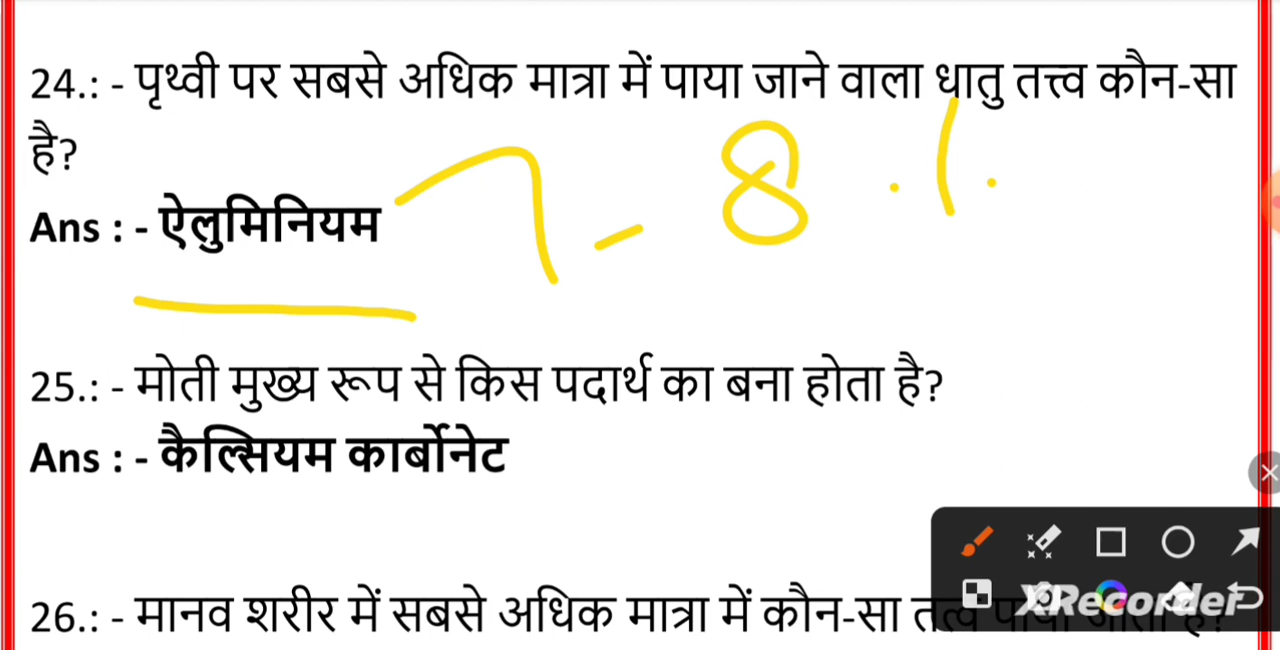 24.: - पृथ्वी पर सबसे अधिक मात्रा में पाया जाने वाला धातु तत्त्व कौन-सा
है?
7 - 8 %
Ans : - ऐलुमिनियम
25.: - मोती मुख्य रूप से किस पदार्थ का बना होता है?
Ans : - कैल्सियम कार्बोनेट
26.: - मानव शरीर में सबसे अधिक मात्रा में कौन-सा तत्व पाया जाता है?
XRecorder